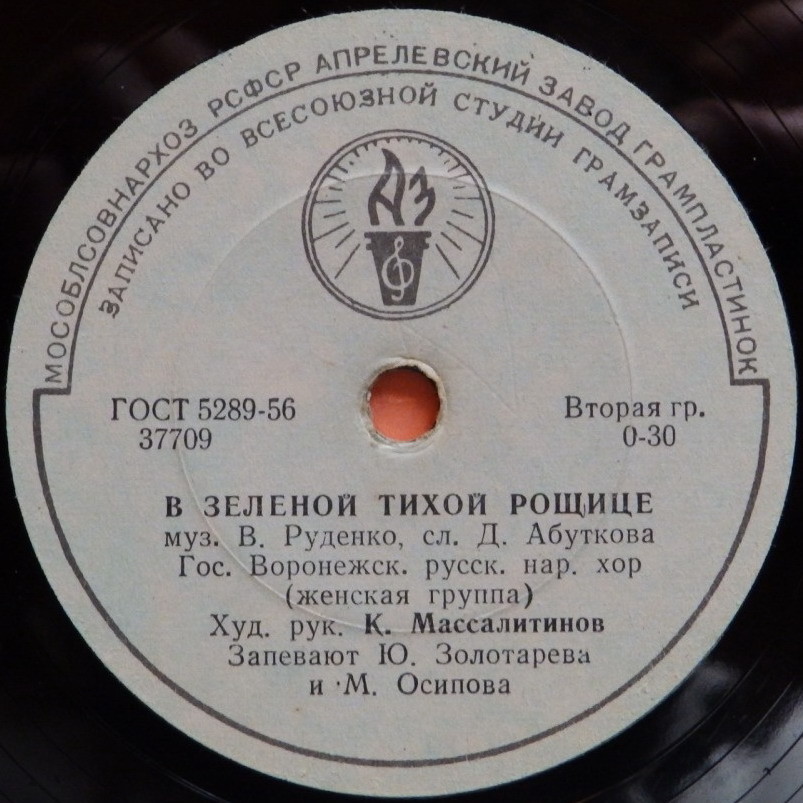 МОСОБЛСОВНАРХОЗ РСФСР АПРЕЛЕВСКИЙ ЗАВОД ГРАМПЛАСТИНОК
ЗАПИСАНО ВО ВСЕСОЮЗНОЙ СТУДИИ ГРАМЗАПИСИ
АЗ
ГОСТ 5289-56
37709
Вторая гр.
0-30
В ЗЕЛЕНОЙ ТИХОЙ РОЩИЦЕ
муз. В. Руденко, сл. Д. Абуткова
Гос. Воронежск. русск. нар. хор
(женская группа)
Худ. рук. К. Массалитинов
Запевают Ю. Золотарева
и М. Осипова